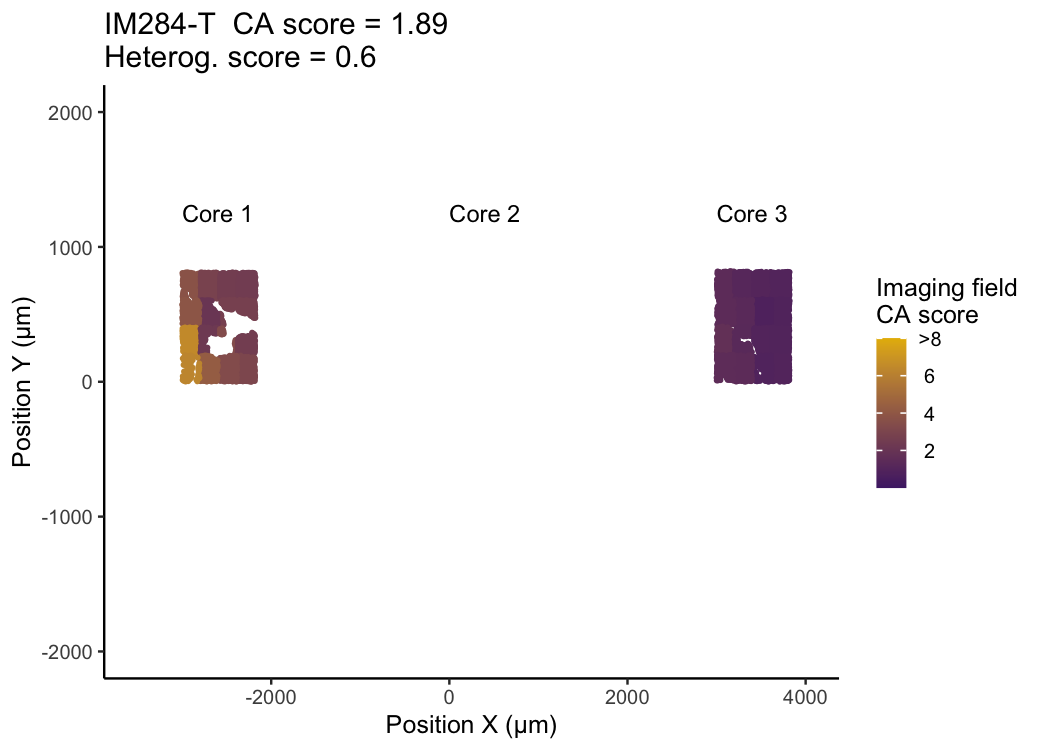 IM284-T  CA score = 1.89
Heterog. score = 0.6
2000
1000
0
-1000
-2000
Position Y (µm)
Core 1
Core 2
Core 3
-2000
0
2000
4000
Position X (µm)
Imaging field
CA score
>8
6
4
2